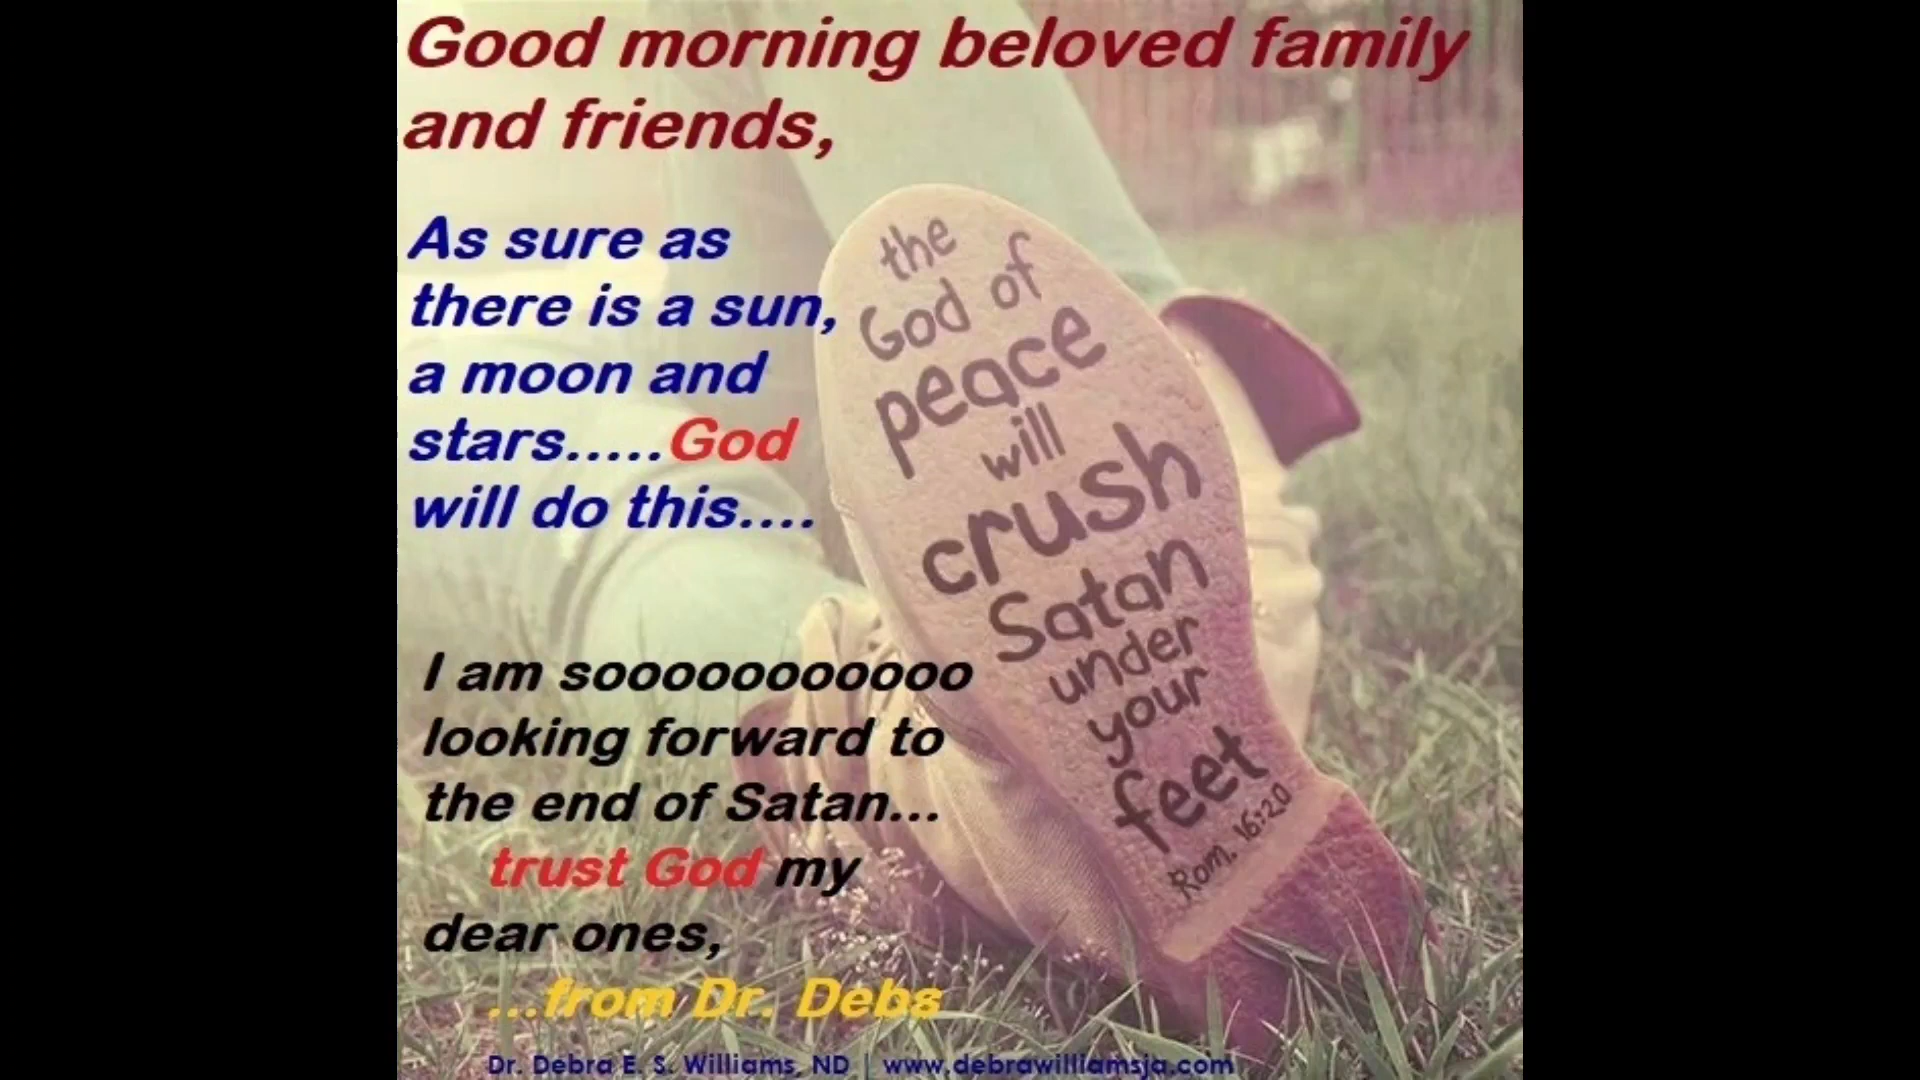 Good morning beloved family
and friends,
As sure as
there is a sun,
a moon and
stars.....God
will do this....
the
God of
peace
will
crush
Satan
under
your
feet
Rom. 16:20
I am sooooooooooo
looking forward to
the end of Satan...
trust God my
dear ones,
...from Dr. Debs
Dr. Debra E. S. Williams, ND | www.debrawilliamsja.com